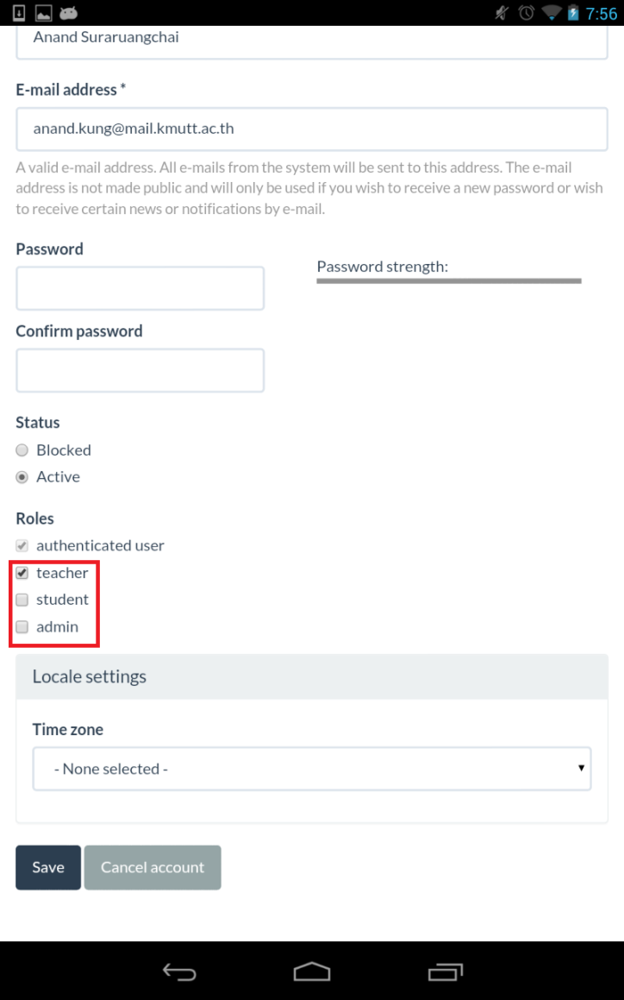 7:56
Anand Suraruangchai
E-mail address *
anand.kung@mail.kmutt.ac.th
A valid e-mail address. All e-mails from the system will be sent to this address. The e-mail
address is not made public and will only be used if you wish to receive a new password or wish
to receive certain news or notifications by e-mail.
Password
Password strength:
Confirm password
Status
Blocked
Active
Roles
authenticated user
teacher
student
admin
Locale settings
Time zone
- None selected -
Save
Cancel account